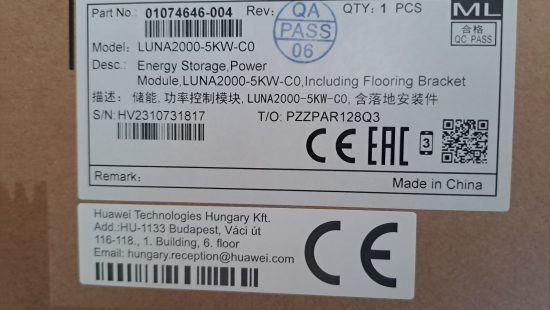 Part No.: 01074646-004 Rev: QTY: 1 PCS
QA
PASS
06
ML
合格
QC PASS
Model: LUNA2000-5KW-C0
Desc.: Energy Storage,Power
Module,LUNA2000-5KW-C0,Including Flooring Bracket
描述: 储能, 功率控制模块, LUNA2000-5KW-C0, 含落地安装件
S/N: HV2310731817 T/O: PZZPAR128Q3
CE EAC 3
Remark: Made in China
Huawei Technologies Hungary Kft.
Add.:HU-1133 Budapest, Váci út
116-118., 1. Building, 6. floor
Email: hungary.reception@huawei.com
CE